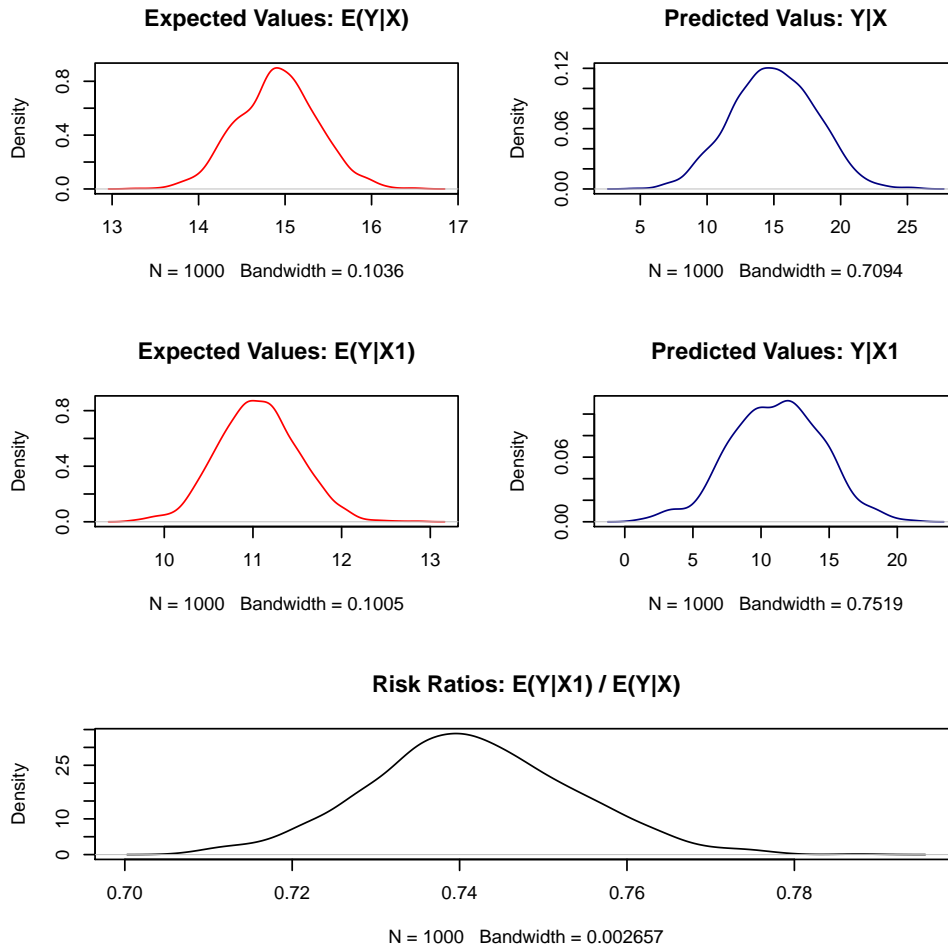 Expected Values: E(Y|X)
Density
0.0 0.4 0.8
13 14 15 16 17
N = 1000 Bandwidth = 0.1036
Predicted Valus: Y|X
Density
0.00 0.06 0.12
5 10 15 20 25
N = 1000 Bandwidth = 0.7094
Expected Values: E(Y|X1)
Density
0.0 0.4 0.8
10 11 12 13
N = 1000 Bandwidth = 0.1005
Predicted Values: Y|X1
Density
0.00 0.06
0 5 10 15 20
N = 1000 Bandwidth = 0.7519
Risk Ratios: E(Y|X1) / E(Y|X)
Density
0 10 25
0.70 0.72 0.74 0.76 0.78
N = 1000 Bandwidth = 0.002657